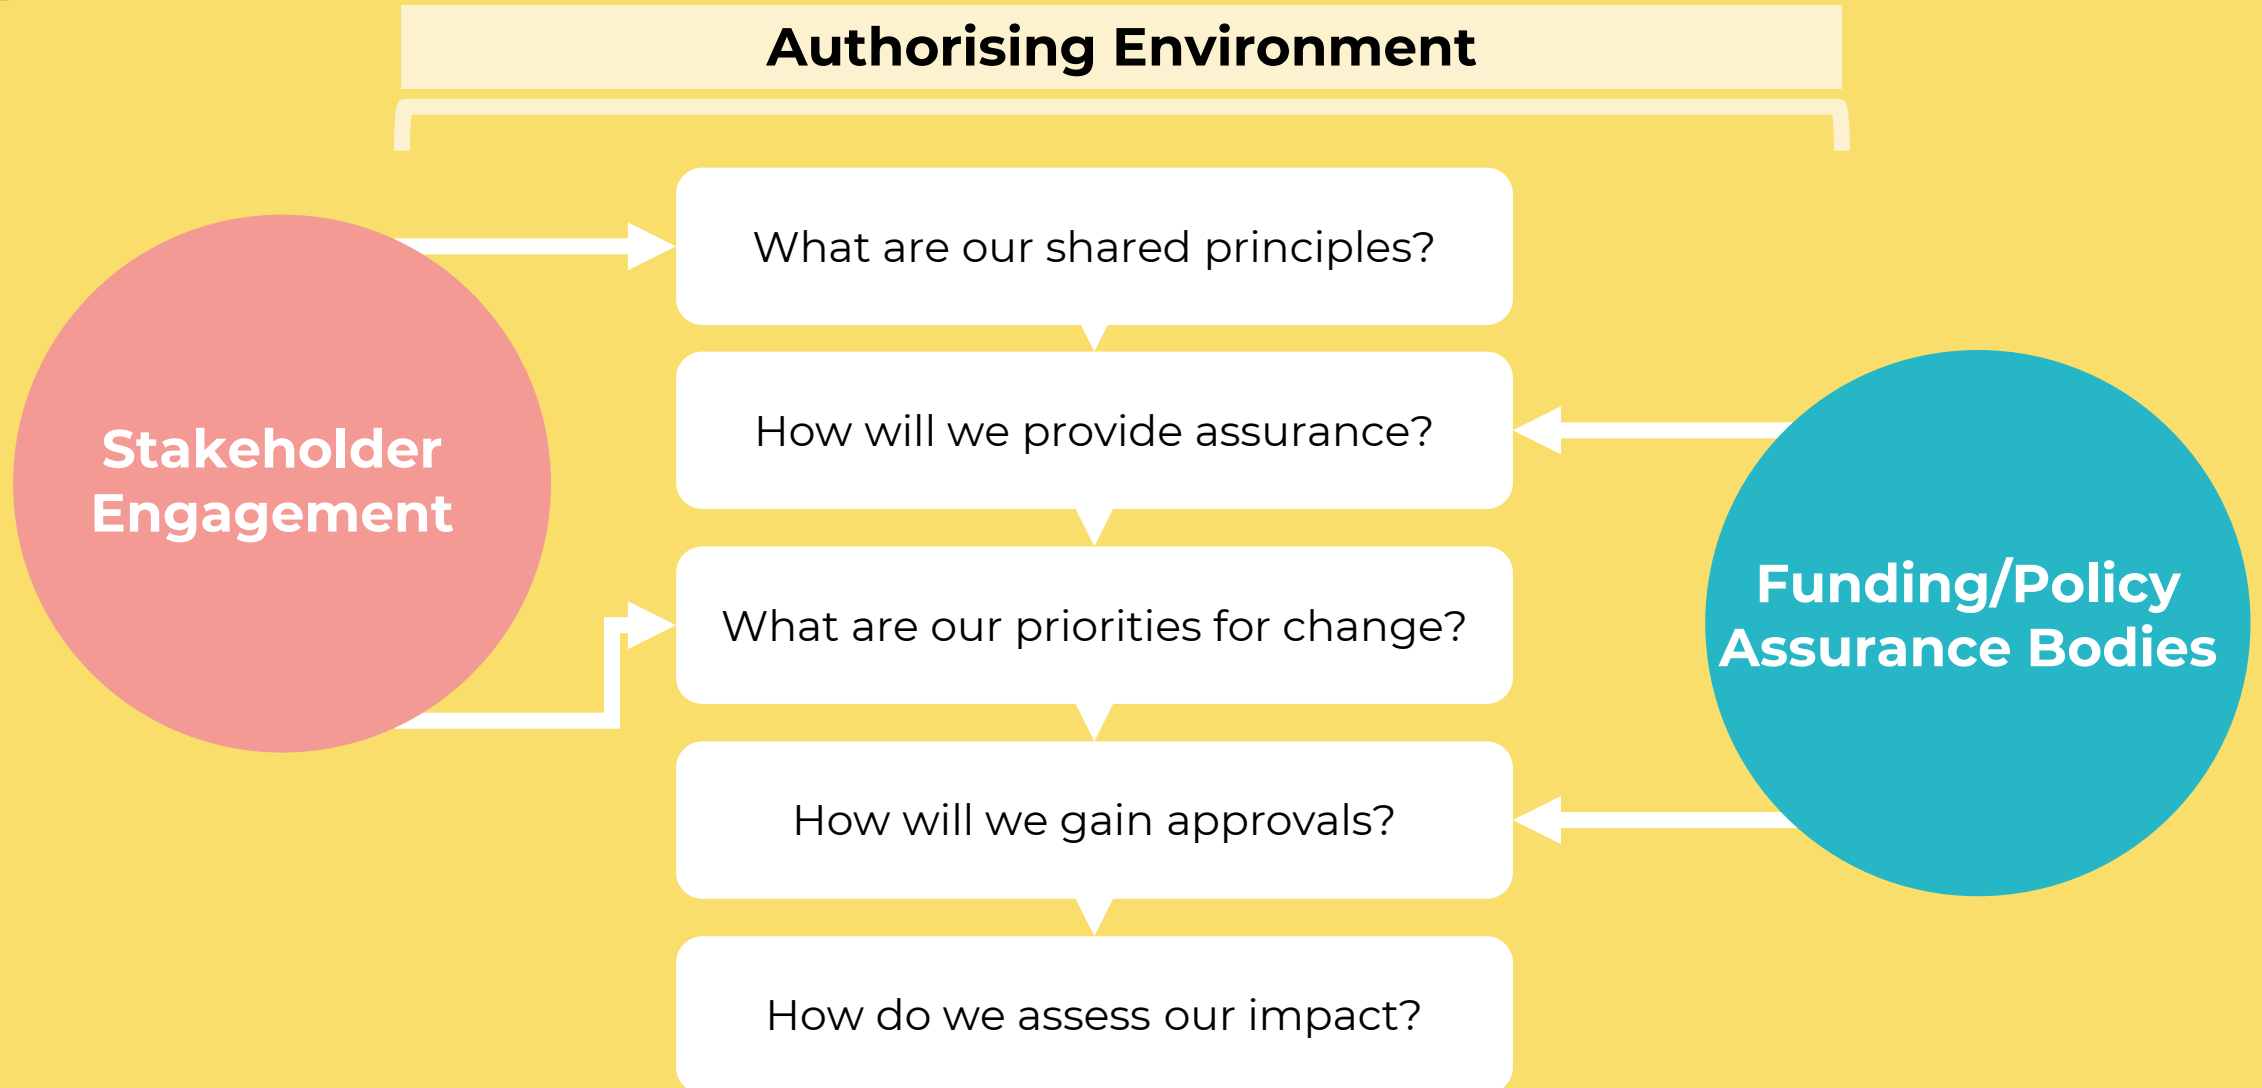 Authorising Environment
What are our shared principles?
How will we provide assurance?
Stakeholder
Engagement
What are our priorities for change?
Funding/Policy
Assurance Bodies
How will we gain approvals?
How do we assess our impact?